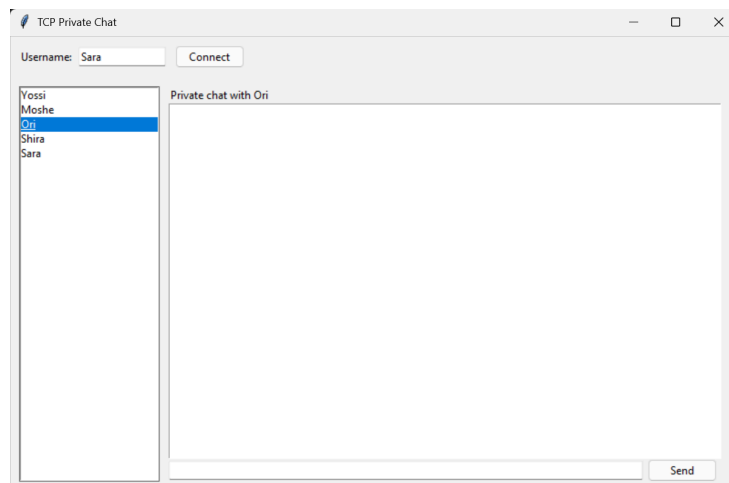 TCP Private Chat
Username: Sara Connect
Yossi
Moshe
Ori
Shira
Sara
Private chat with Ori
Send